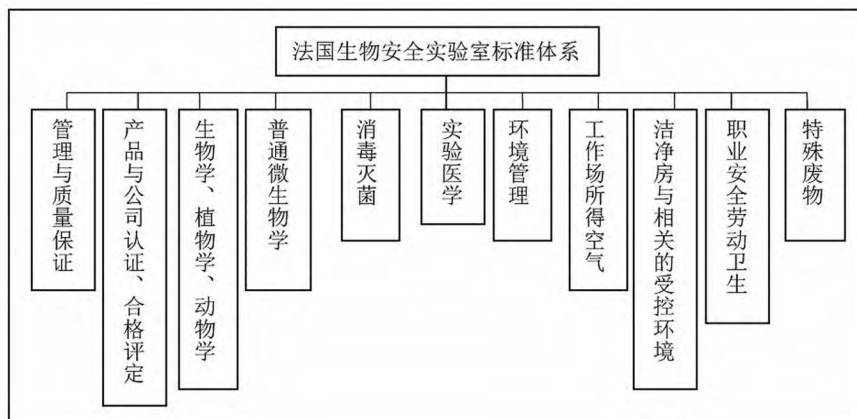 法国生物安全实验室标准体系
管理与质量保证
产品与公司认证、合格评定
生物学、植物学、动物学
普通微生物学
消毒灭菌
实验医学
环境管理
工作场所得空气
洁净房与相关的受控环境
职业安全劳动卫生
特殊废物